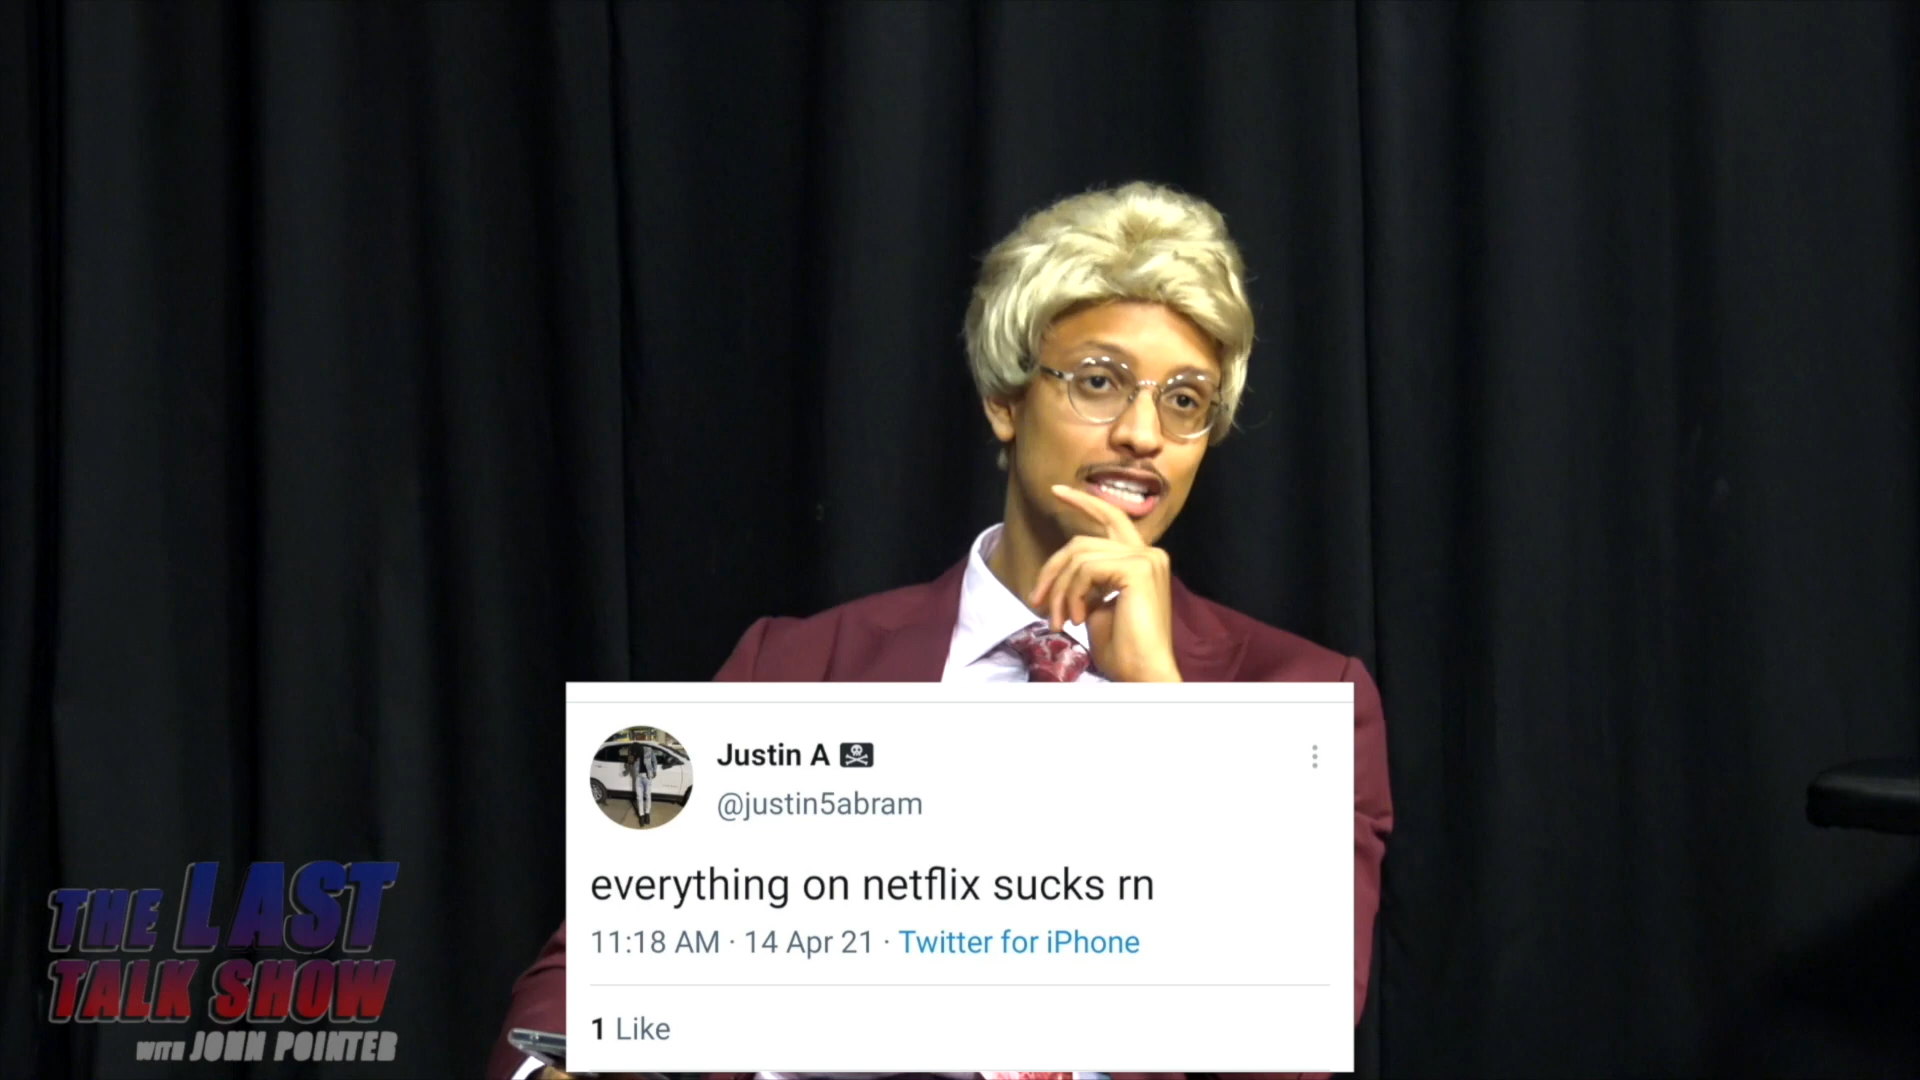 Justin A
@justin5abram
everything on netflix sucks rn
11:18 AM · 14 Apr 21 · Twitter for iPhone
1 Like
THE LAST
TALK SHOW
WITH JOHN POINTER